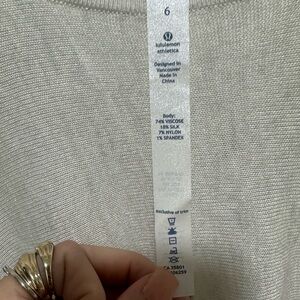 6
lululemon
athletica
Designed in
Vancouver
Made in
China
Body:
74% VISCOSE
18% SILK
7% NYLON
1% SPANDEX
exclusive of trim
CA 35801